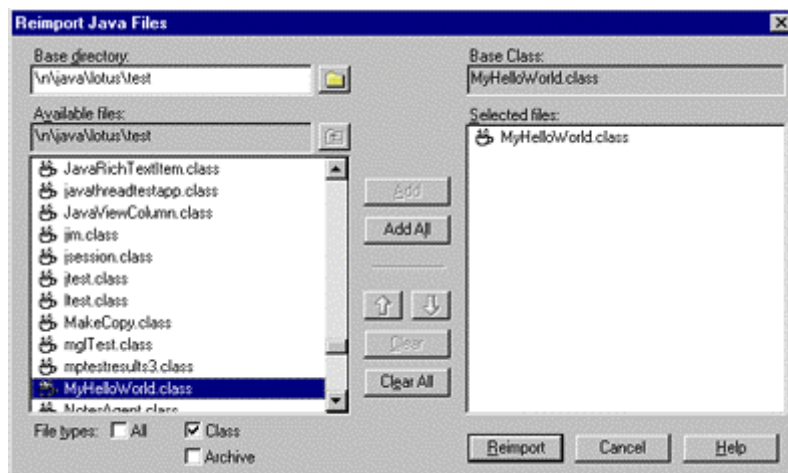 Reimport Java Files
Base directory:
\n\java\lotus\test
Available files:
\n\java\lotus\test
JavaRichTextItem.class
javathreadtestapp.class
JavaViewColumn.class
jim.class
jsession.class
jtest.class
ltest.class
MakeCopy.class
mglTest.class
mptestresults3.class
MyHelloWorld.class
NotesAgent.class
File types: All Class
Archive
Add
Add All
Clear
Clear All
Base Class:
MyHelloWorld.class
Selected files:
MyHelloWorld.class
Reimport Cancel Help